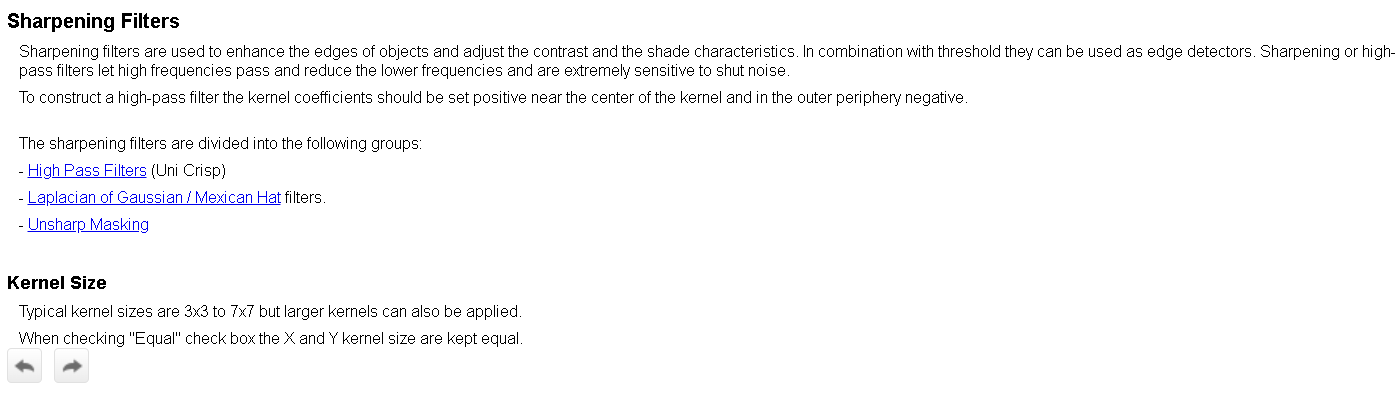 Sharpening Filters
Sharpening filters are used to enhance the edges of objects and adjust the contrast and the shade characteristics. In combination with threshold they can be used as edge detectors. Sharpening or high-
pass filters let high frequencies pass and reduce the lower frequencies and are extremely sensitive to shut noise.
To construct a high-pass filter the kernel coefficients should be set positive near the center of the kernel and in the outer periphery negative.
The sharpening filters are divided into the following groups:
- High Pass Filters (Uni Crisp)
- Laplacian of Gaussian / Mexican Hat filters.
- Unsharp Masking
Kernel Size
Typical kernel sizes are 3x3 to 7x7 but larger kernels can also be applied.
When checking "Equal" check box the X and Y kernel size are kept equal.